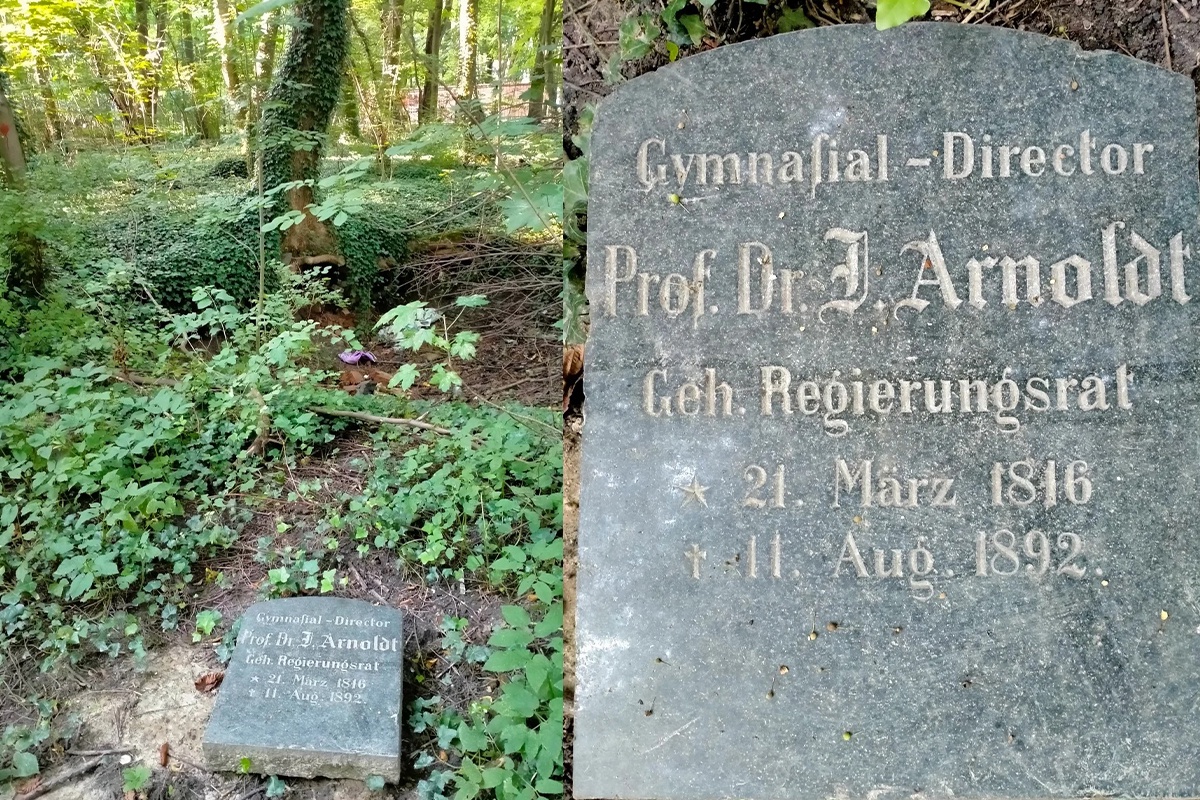 Gymnaſial - Director
Prof. Dr. J. Arnoldt
Geh. Regierungsrat
* 21. März 1816
† 11. Aug. 1892.
Gymnaſial - Director
Prof. Dr. J. Arnoldt
Geh. Regierungsrat
* 21. März 1816
† 11. Aug. 1892.